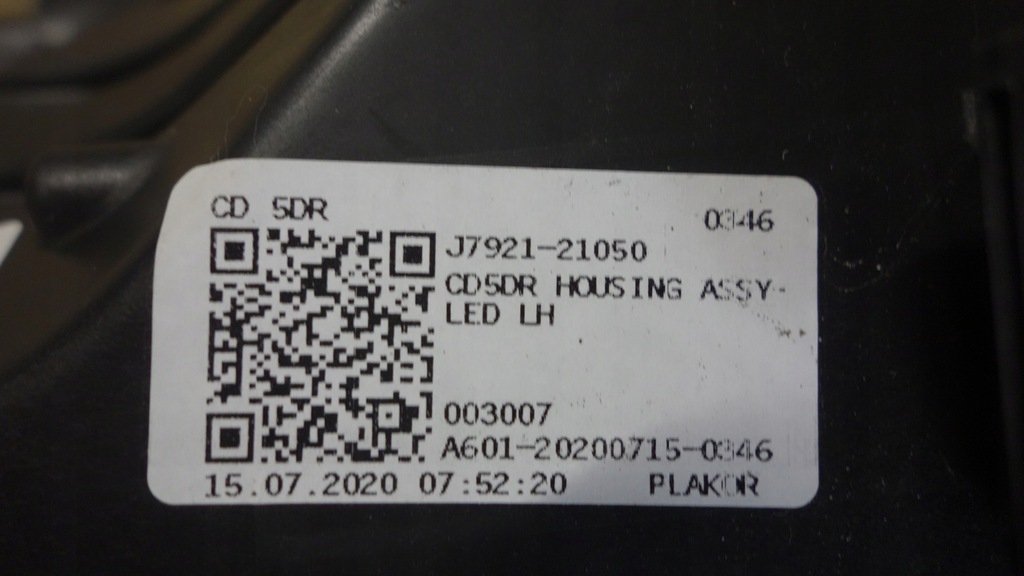 CD 5DR
0346
J7921-21050
CD5DR HOUSING ASSY-
LED LH
003007
A601-20200715-0346
15.07.2020 07:52:20 PLAKOR